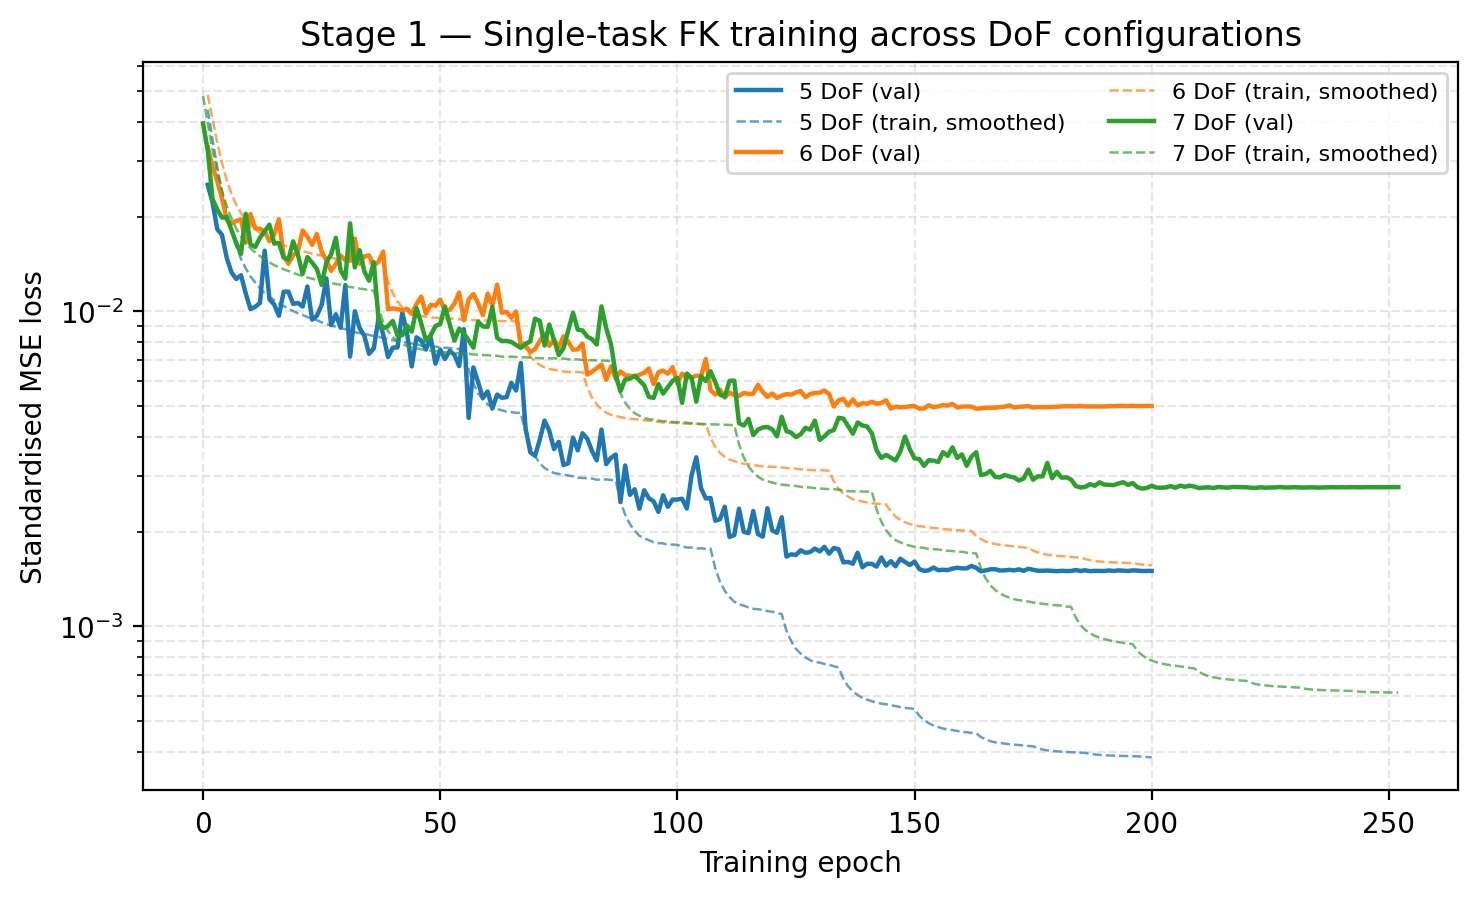 Stage 1 — Single-task FK training across DoF configurations
5 DoF (val)
5 DoF (train, smoothed)
6 DoF (val)
6 DoF (train, smoothed)
7 DoF (val)
7 DoF (train, smoothed)
Standardised MSE loss
10⁻²
10⁻³
0 50 100 150 200 250
Training epoch